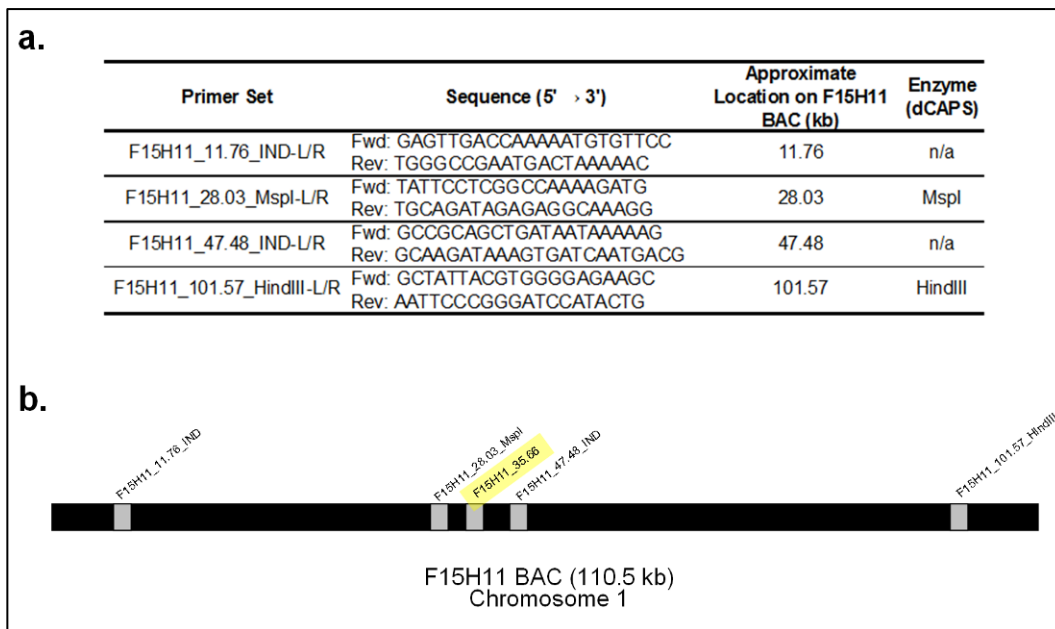 a.
Primer Set Sequence (5' → 3') Approximate Location on F15H11 BAC (kb) Enzyme (dCAPS)
F15H11_11.76_IND-L/R Fwd: GAGTTGACCAAAAATGTGTTCC 11.76 n/a
Rev: TGGGCCGAATGACTAAAAAC
F15H11_28.03_MspI-L/R Fwd: TATTCCTCGGCCAAAAGATG 28.03 MspI
Rev: TGCAGATAGAGAGGCAAAGG
F15H11_47.48_IND-L/R Fwd: GCCGCAGCTGATAATAAAAAG 47.48 n/a
Rev: GCAAGATAAAGTGATCAATGACG
F15H11_101.57_HindIII-L/R Fwd: GCTATTACGTGGGGAGAAGC 101.57 HindIII
Rev: AATTCCCGGGATCCATACTG
b.
F15H11_11.76_IND
F15H11_28.03_MspI
F15H11_35.66
F15H11_47.48_IND
F15H11_101.57_HindIII
F15H11 BAC (110.5 kb)
Chromosome 1